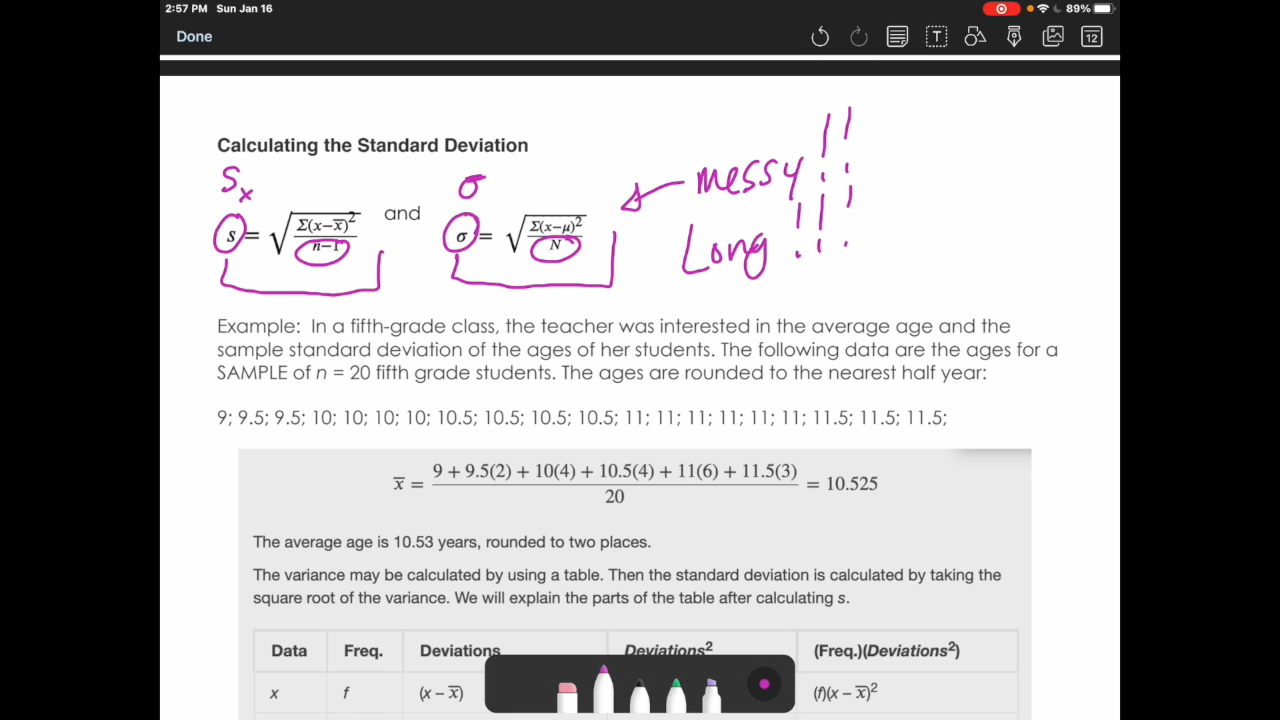 2:57 PM Sun Jan 16 89%
Done 12
Calculating the Standard Deviation
Sx σ messy!!
s = √Σ(x−x̄)²/n−1 and σ = √Σ(x−μ)²/N
Long!!!
Example: In a fifth-grade class, the teacher was interested in the average age and the
sample standard deviation of the ages of her students. The following data are the ages for a
SAMPLE of n = 20 fifth grade students. The ages are rounded to the nearest half year:
9; 9.5; 9.5; 10; 10; 10; 10; 10.5; 10.5; 10.5; 10.5; 11; 11; 11; 11; 11; 11; 11.5; 11.5; 11.5;
x̄ = 9 + 9.5(2) + 10(4) + 10.5(4) + 11(6) + 11.5(3)/20 = 10.525
The average age is 10.53 years, rounded to two places.
The variance may be calculated by using a table. Then the standard deviation is calculated by taking the
square root of the variance. We will explain the parts of the table after calculating s.
Data Freq. Deviations Deviations² (Freq.)(Deviations²)
x f (x − x̄) (f)(x − x̄)²